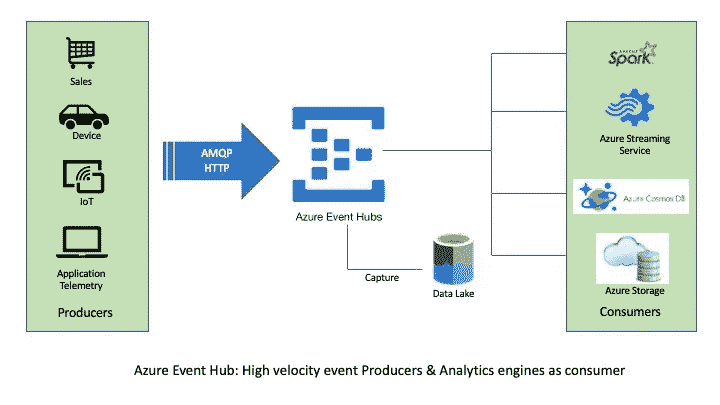 Sales
Device
IoT
Application
Telemetry
Producers
AMQP
HTTP
Azure Event Hubs
Capture
Data Lake
APACHE
Spark
Azure Streaming
Service
Azure Cosmos DB
Azure Storage
Consumers
Azure Event Hub: High velocity event Producers & Analytics engines as consumer